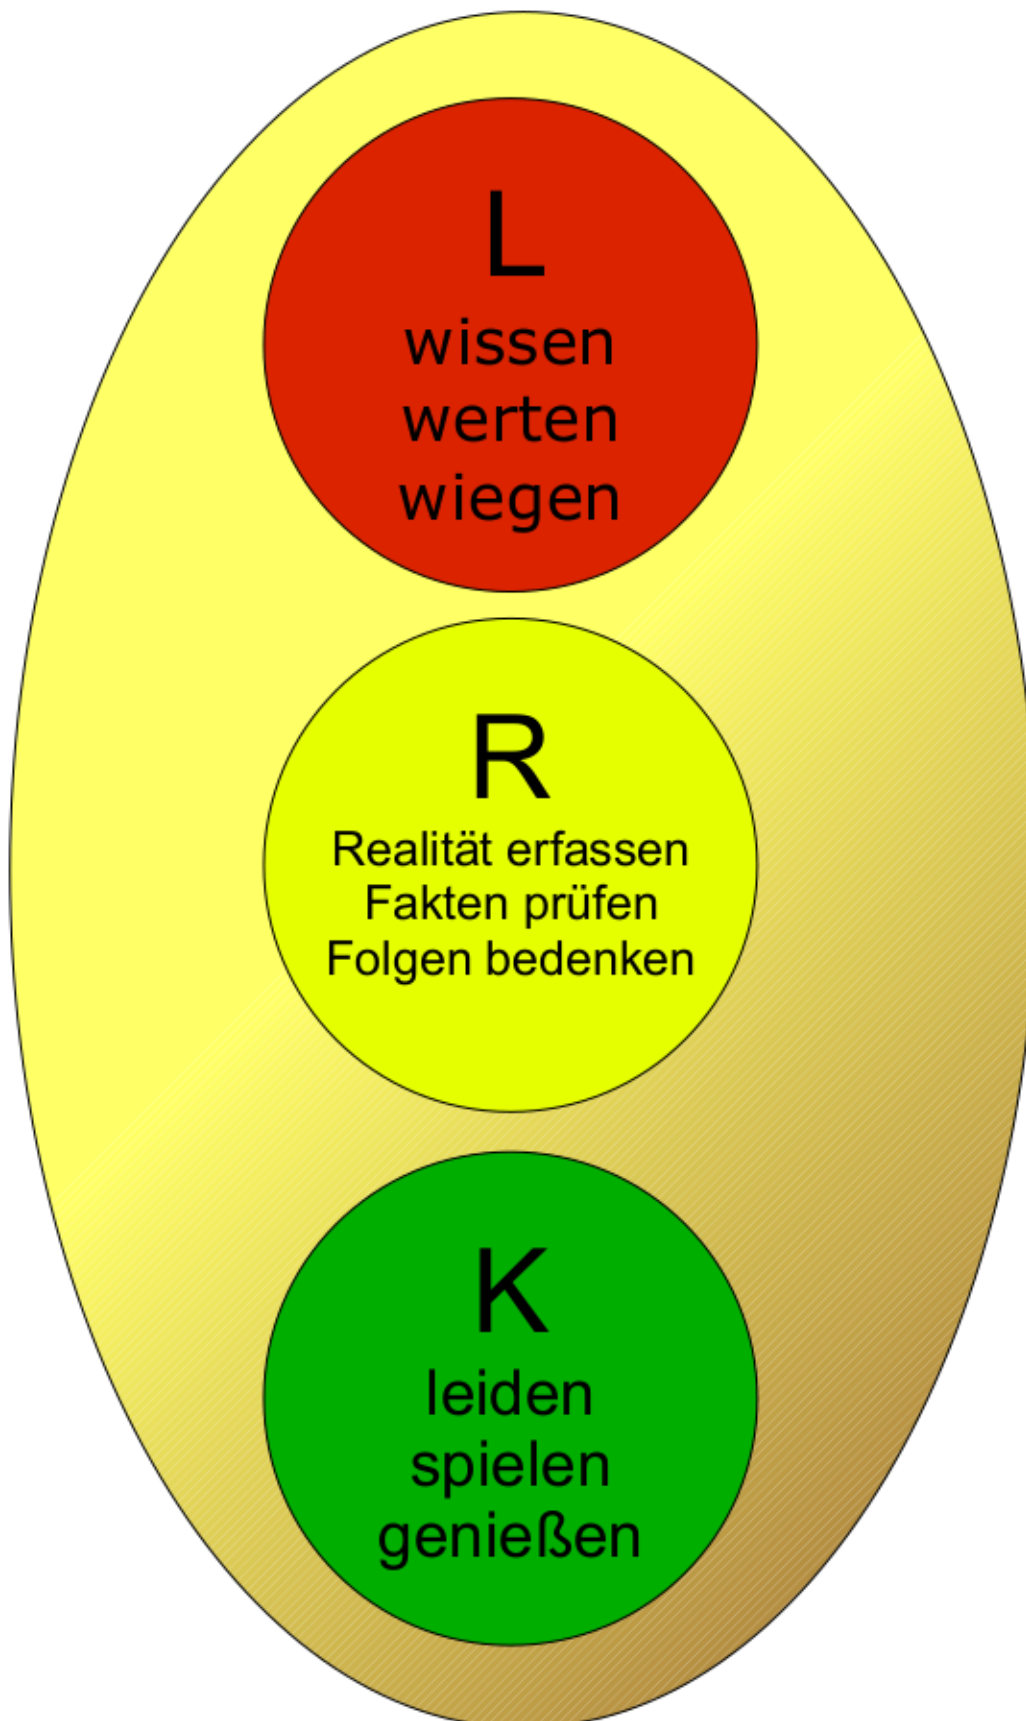 L
wissen
werten
wiegen
R
Realität erfassen
Fakten prüfen
Folgen bedenken
K
leiden
spielen
genießen